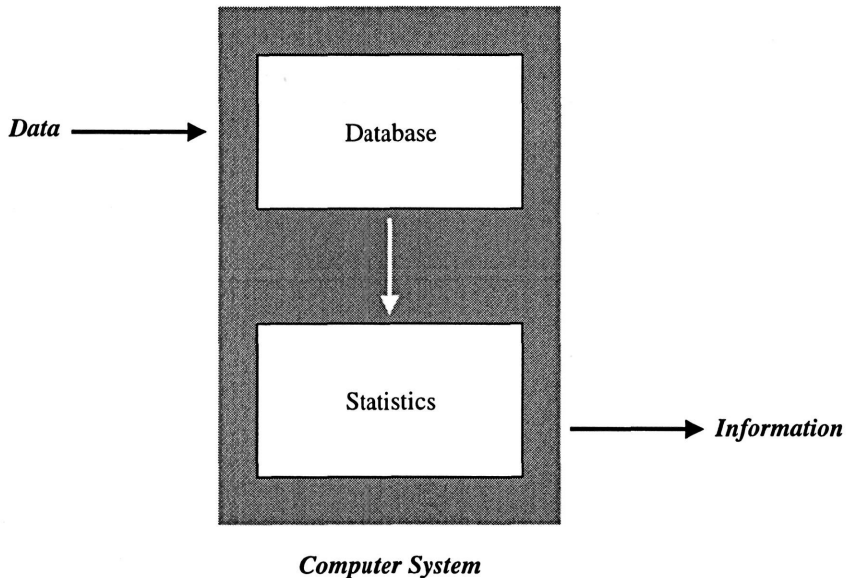 Data
Database
Statistics
Information
Computer System